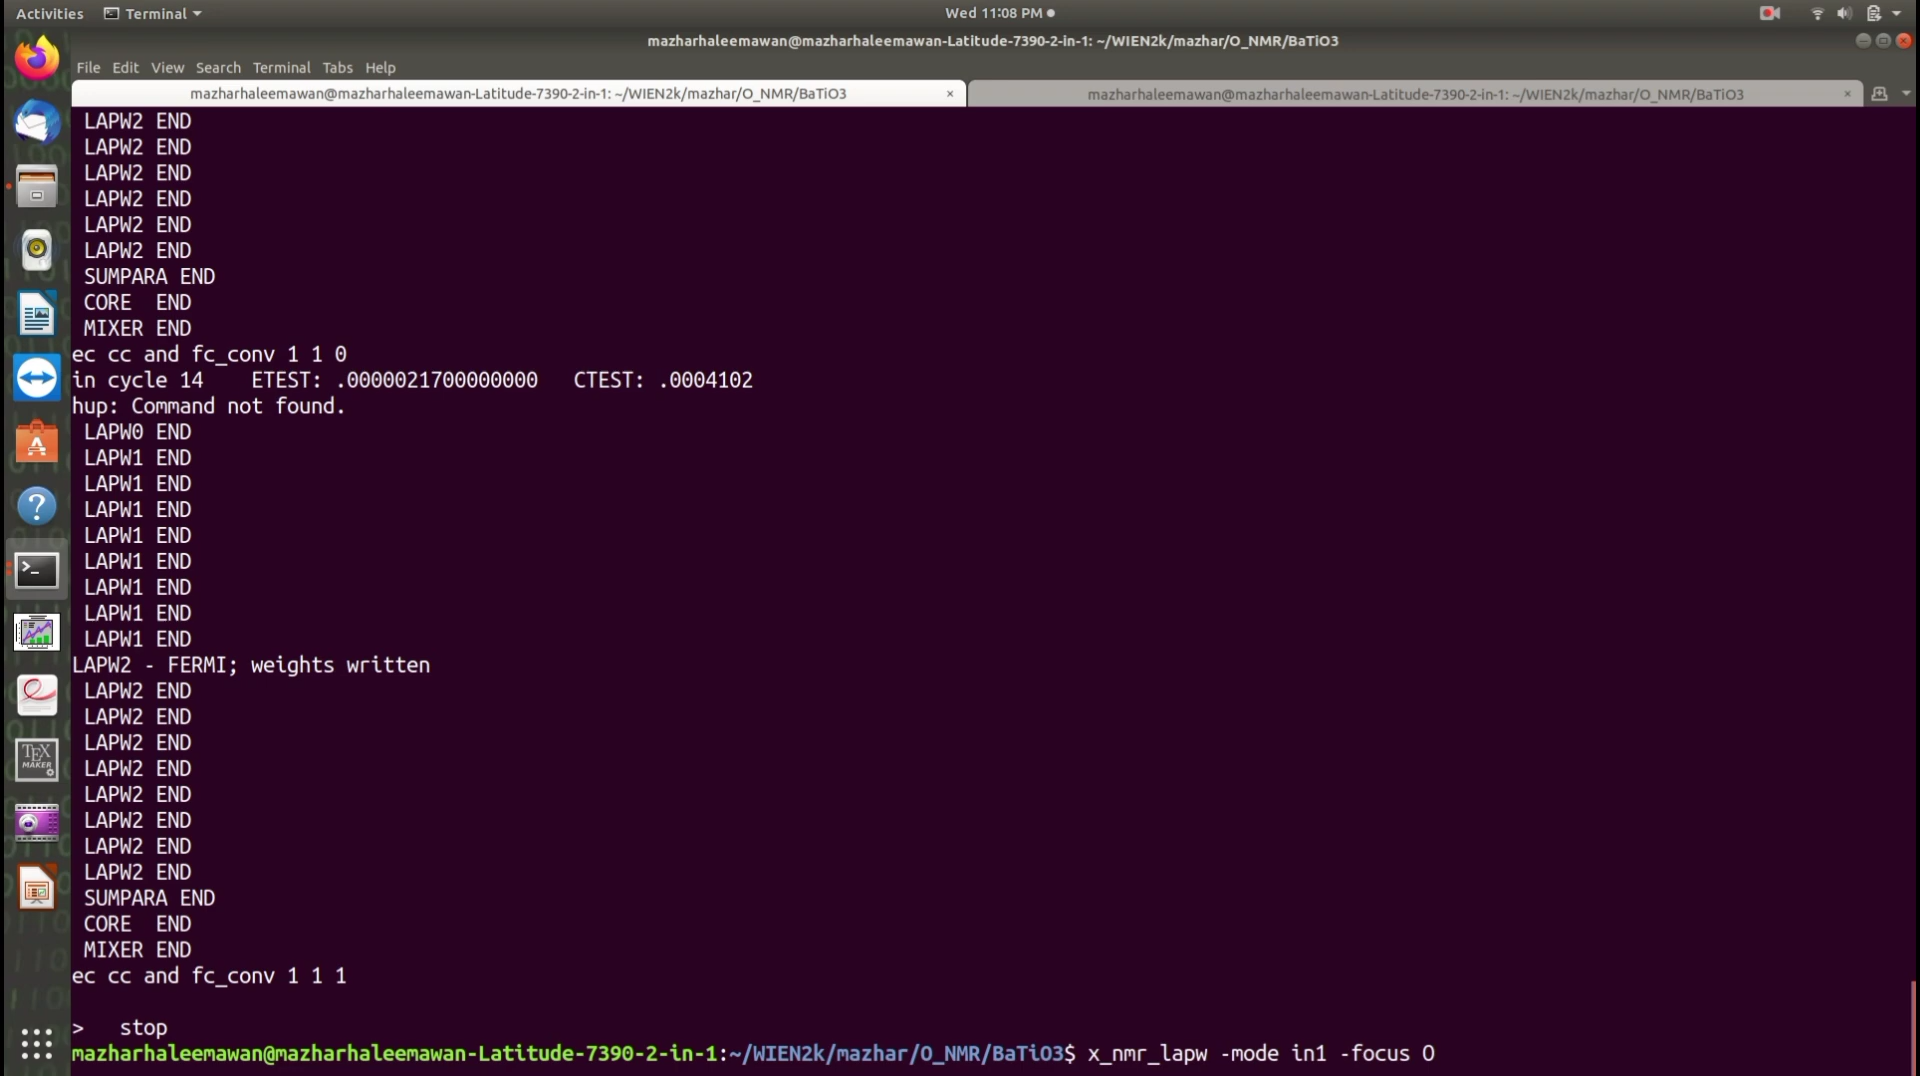 Activities Terminal Wed 11:08 PM
mazharhaleemawan@mazharhaleemawan-Latitude-7390-2-in-1: ~/WIEN2k/mazhar/O_NMR/BaTiO3
File Edit View Search Terminal Tabs Help
mazharhaleemawan@mazharhaleemawan-Latitude-7390-2-in-1: ~/WIEN2k/mazhar/O_NMR/BaTiO3 × mazharhaleemawan@mazharhaleemawan-Latitude-7390-2-in-1: ~/WIEN2k/mazhar/O_NMR/BaTiO3 ×
LAPW2 END
LAPW2 END
LAPW2 END
LAPW2 END
LAPW2 END
LAPW2 END
SUMPARA END
CORE  END
MIXER END
ec cc and fc_conv 1 1 0
in cycle 14    ETEST: .0000021700000000   CTEST: .0004102
hup: Command not found.
LAPW0 END
LAPW1 END
LAPW1 END
LAPW1 END
LAPW1 END
LAPW1 END
LAPW1 END
LAPW1 END
LAPW1 END
LAPW2 - FERMI; weights written
LAPW2 END
LAPW2 END
LAPW2 END
LAPW2 END
LAPW2 END
LAPW2 END
LAPW2 END
LAPW2 END
SUMPARA END
CORE  END
MIXER END
ec cc and fc_conv 1 1 1
>   stop
mazharhaleemawan@mazharhaleemawan-Latitude-7390-2-in-1:~/WIEN2k/mazhar/O_NMR/BaTiO3$ x_nmr_lapw -mode in1 -focus O
TEX
MAKER